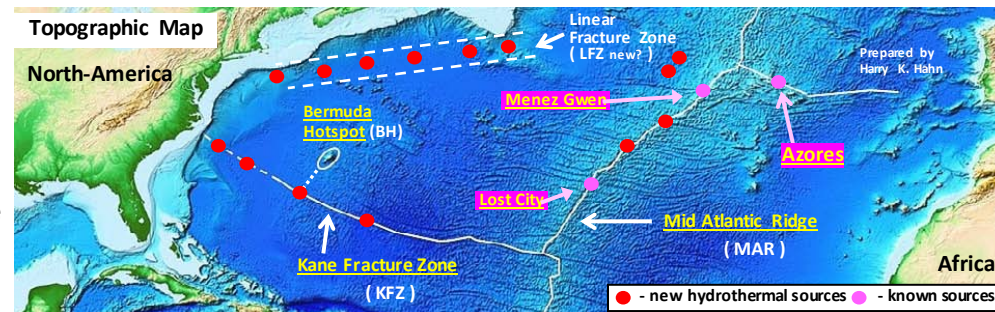 Topographic Map
North-America
Linear
Fracture Zone
( LFZ new? )
Prepared by
Harry K. Hahn
Bermuda
Hotspot (BH)
Menez Gwen
Azores
Lost City
Mid Atlantic Ridge
( MAR )
Kane Fracture Zone
( KFZ )
Africa
- new hydrothermal sources - known sources